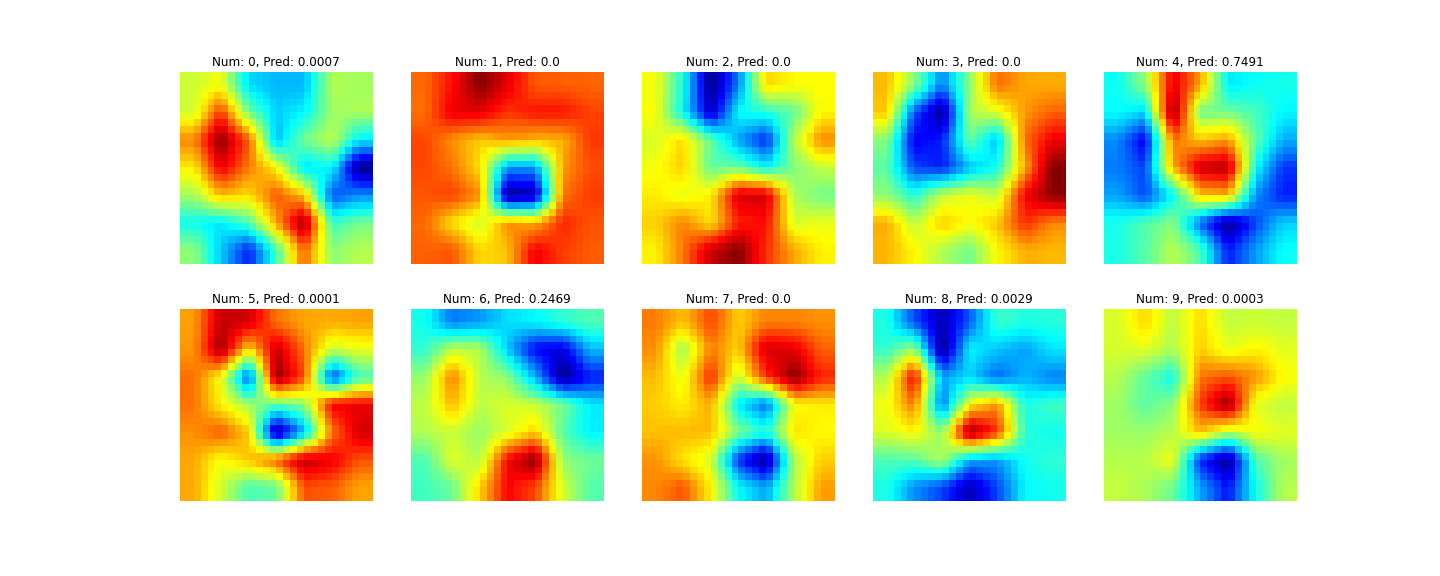 Num: 0, Pred: 0.0007
Num: 1, Pred: 0.0
Num: 2, Pred: 0.0
Num: 3, Pred: 0.0
Num: 4, Pred: 0.7491
Num: 5, Pred: 0.0001
Num: 6, Pred: 0.2469
Num: 7, Pred: 0.0
Num: 8, Pred: 0.0029
Num: 9, Pred: 0.0003